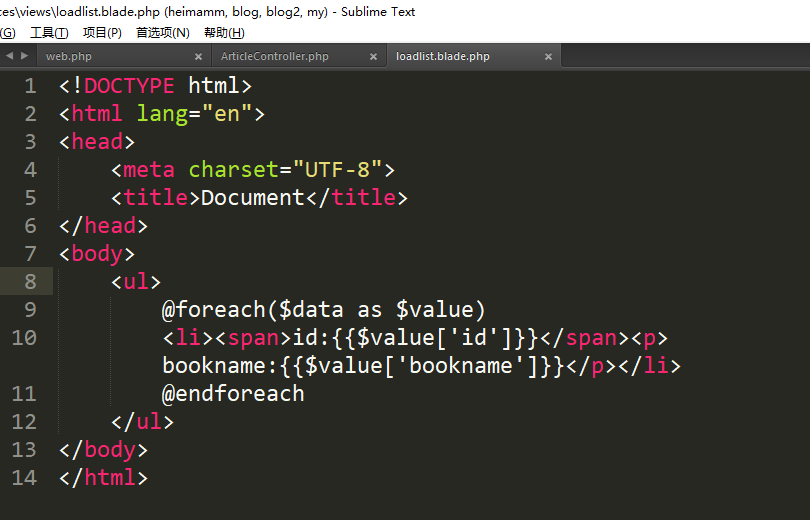 ces\views\loadlist.blade.php (heimamm, blog, blog2, my) - Sublime Text
(G) 工具(T) 项目(P) 首选项(N) 帮助(H)
web.php × ArticleController.php × loadlist.blade.php ×
1 <!DOCTYPE html>
2 <html lang="en">
3 <head>
4 <meta charset="UTF-8">
5 <title>Document</title>
6 </head>
7 <body>
8 <ul>
9 @foreach($data as $value)
10 <li><span>id:{{$value['id']}}</span><p>
bookname:{{$value['bookname']}}</p></li>
11 @endforeach
12 </ul>
13 </body>
14 </html>